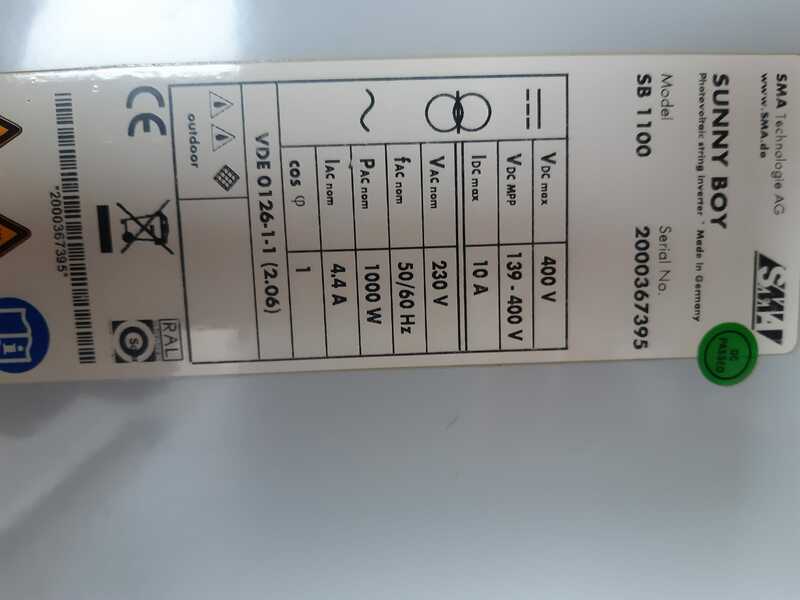 SMA Technologie AG
www.SMA.de
SMA
SUNNY BOY
Photovoltaic string inverter * Made in Germany
Model
Serial No.
SB 1100
2000367395
QC
PASSED
VDC max 400 V
VDC MPP 139 - 400 V
IDC max 10 A
VAC nom 230 V
fAC nom 50/60 Hz
PAC nom 1000 W
IAC nom 4.4 A
cos φ 1
VDE 0126-1-1 (2.06)
outdoor
CE
RAL
*2000367395*